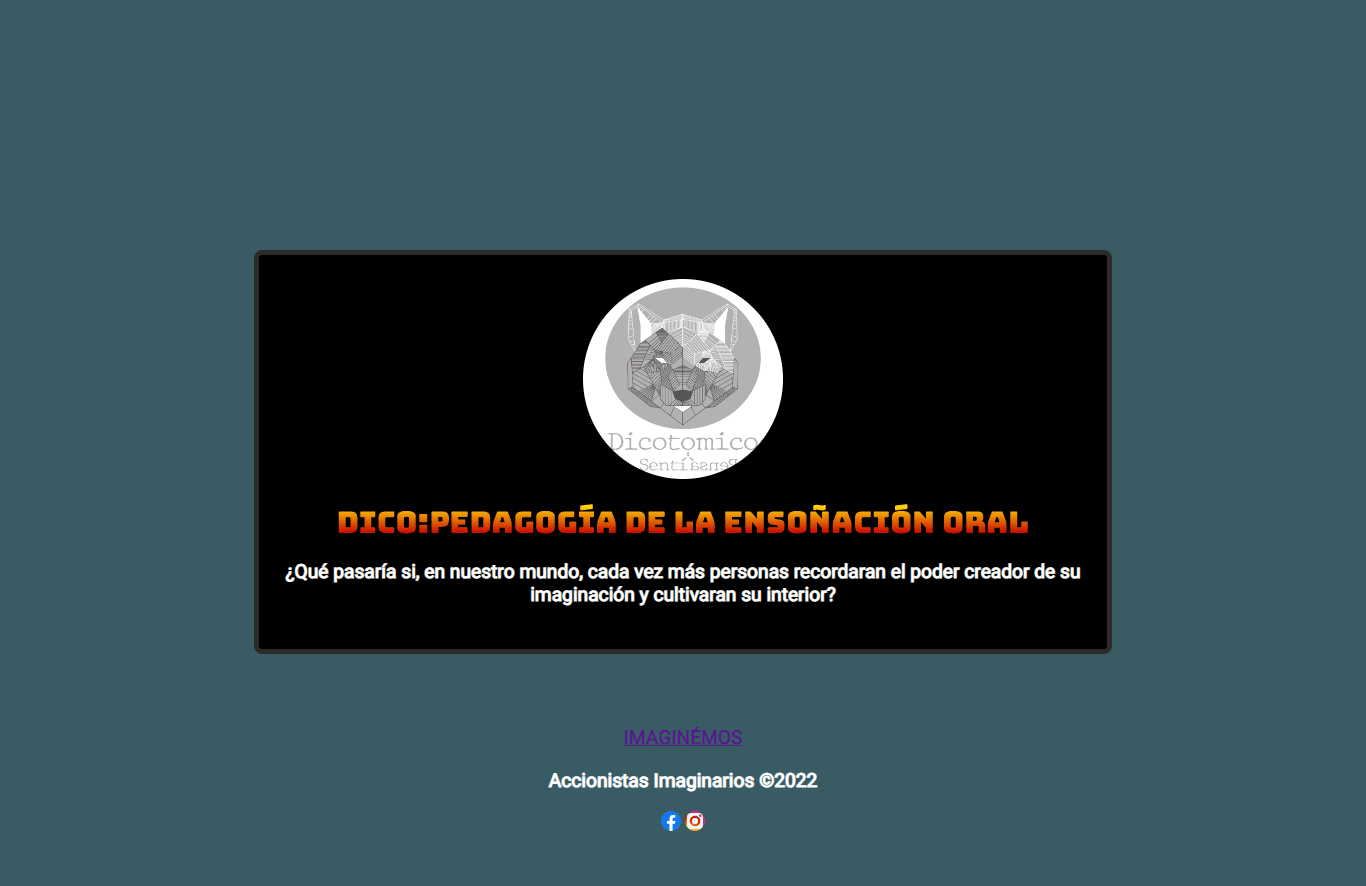 Dicotomico
DICO:PEDAGOGÍA DE LA ENSOÑACIÓN ORAL
¿Qué pasaría si, en nuestro mundo, cada vez más personas recordaran el poder creador de su
imaginación y cultivaran su interior?
IMAGINÉMOS
Accionistas Imaginarios ©2022